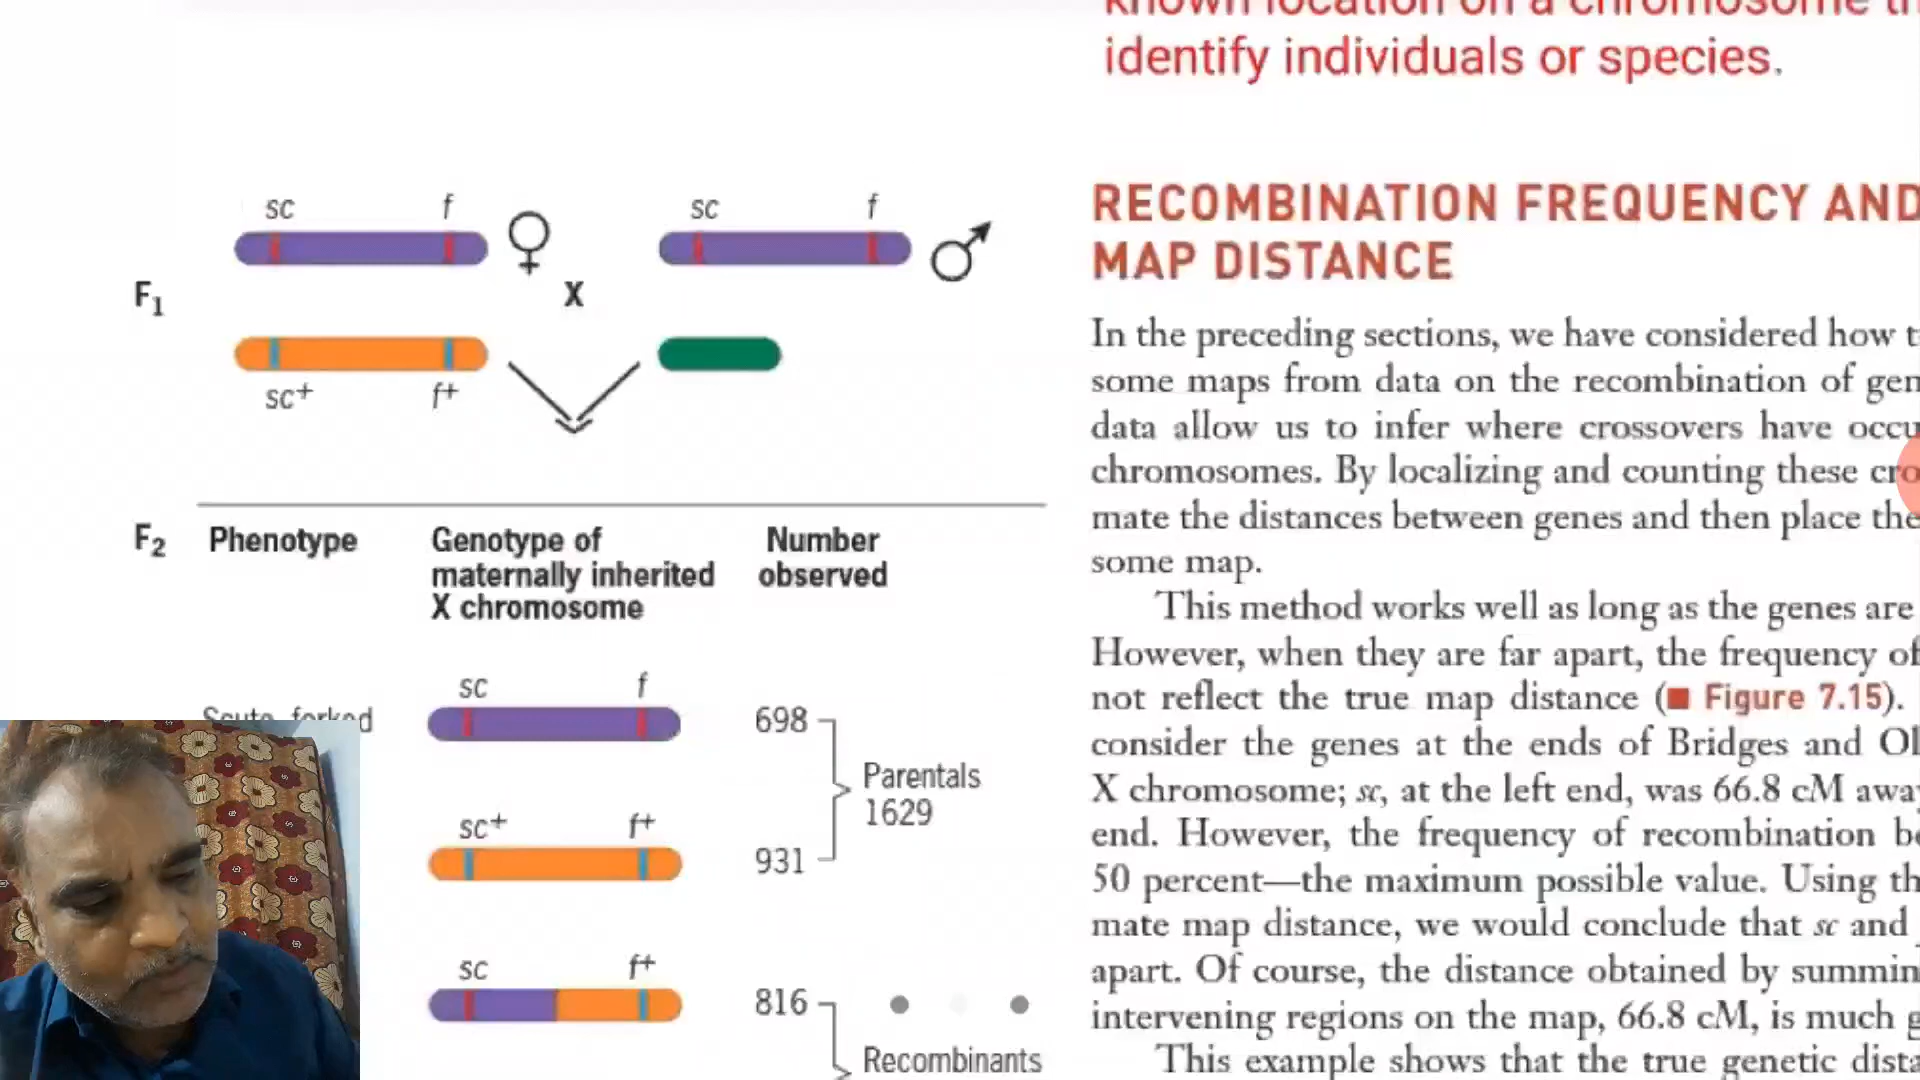 identify individuals or species.
sc f
sc f
F1
X
sc+ f+
F2 Phenotype
Genotype of
maternally inherited
X chromosome
Number
observed
sc f
698
Parentals
1629
sc+ f+
931
sc f+
816
Recombinants
RECOMBINATION FREQUENCY AND
MAP DISTANCE
In the preceding sections, we have considered how
some maps from data on the recombination of
data allow us to infer where crossovers have
chromosomes. By localizing and counting these
mate the distances between genes and then place
some map.
This method works well as long as the genes are
However, when they are far apart, the frequency of
not reflect the true map distance (■ Figure 7.15).
consider the genes at the ends of Bridges and
X chromosome; sc, at the left end, was 66.8 cM
end. However, the frequency of recombination
50 percent—the maximum possible value. Using
mate map distance, we would conclude that sc and
apart. Of course, the distance obtained by
intervening regions on the map, 66.8 cM, is much
This example shows that the true genetic